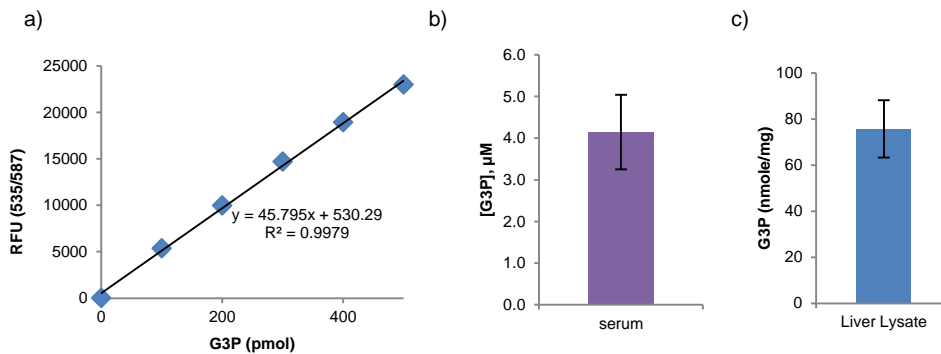 a)
RFU (535/587)
25000
20000
15000
10000
5000
0
y = 45.795x + 530.29
R² = 0.9979
0
200
400
G3P (pmol)
b)
[G3P], µM
6.0
5.0
4.0
3.0
2.0
1.0
0.0
serum
c)
G3P (nmole/mg)
100
80
60
40
20
0
Liver Lysate